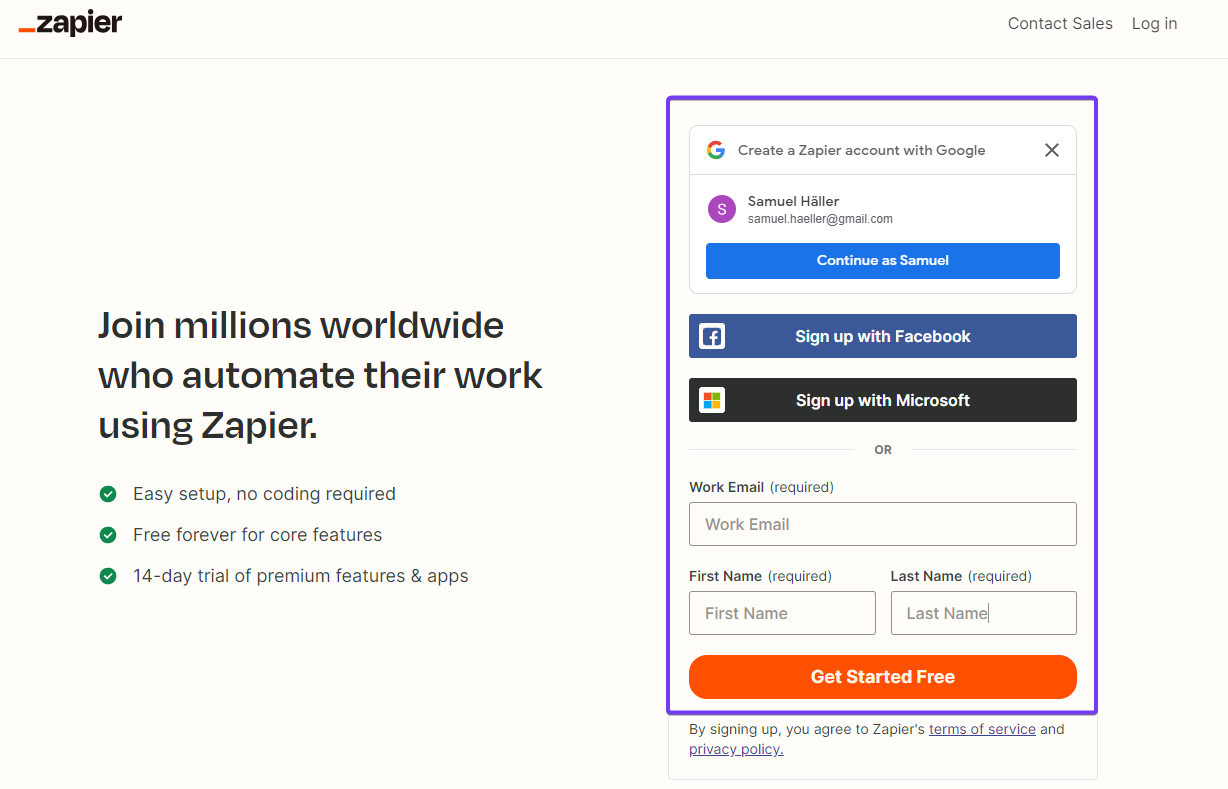 zapier
Contact Sales
Log in
Join millions worldwide
who automate their work
using Zapier.
Easy setup, no coding required
Free forever for core features
14-day trial of premium features & apps
Create a Zapier account with Google
S
Samuel Häller
samuel.haeller@gmail.com
Continue as Samuel
Sign up with Facebook
Sign up with Microsoft
OR
Work Email (required)
Work Email
First Name (required)
Last Name (required)
First Name
Last Name
Get Started Free
By signing up, you agree to Zapier's terms of service and
privacy policy.